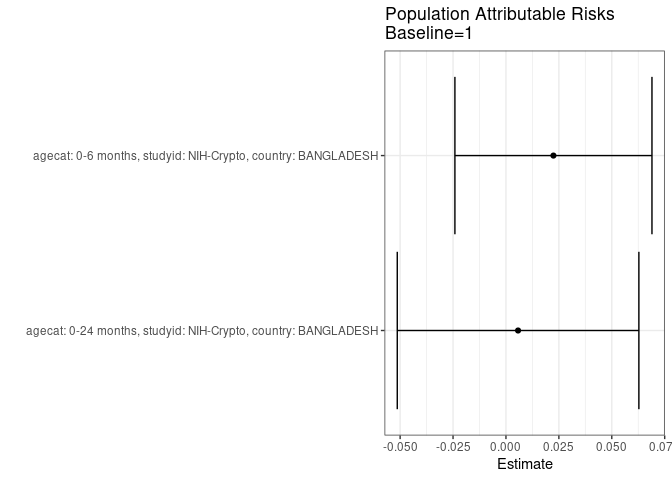 Population Attributable Risks
Baseline=1
agecat: 0-6 months, studyid: NIH-Crypto, country: BANGLADESH
agecat: 0-24 months, studyid: NIH-Crypto, country: BANGLADESH
-0.050 -0.025 0.000 0.025 0.050 0.07
Estimate